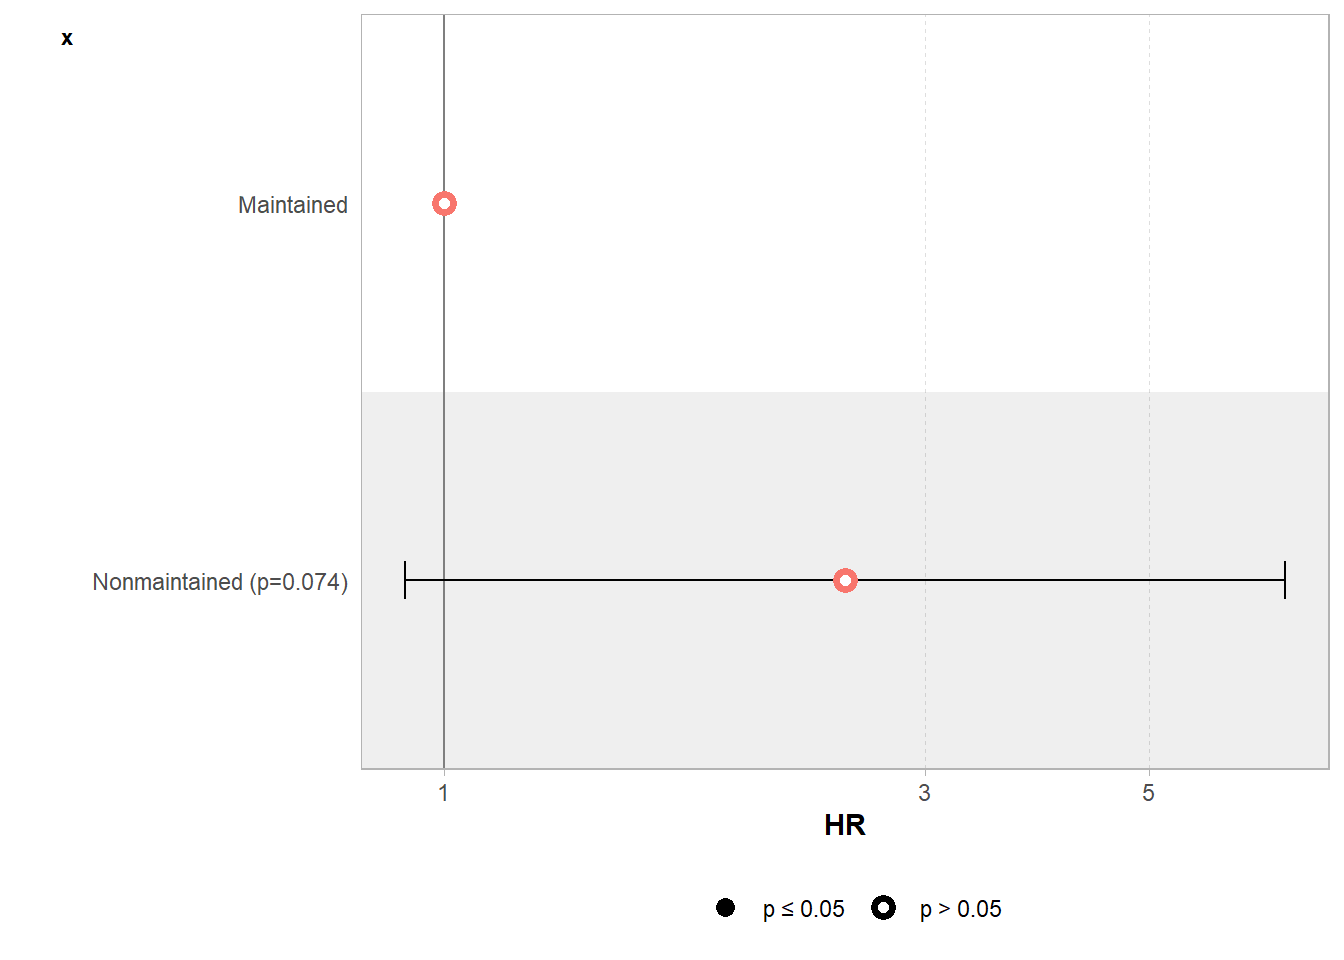 x
Maintained
Nonmaintained (p=0.074)
1 3 5
HR
p ≤ 0.05 p > 0.05